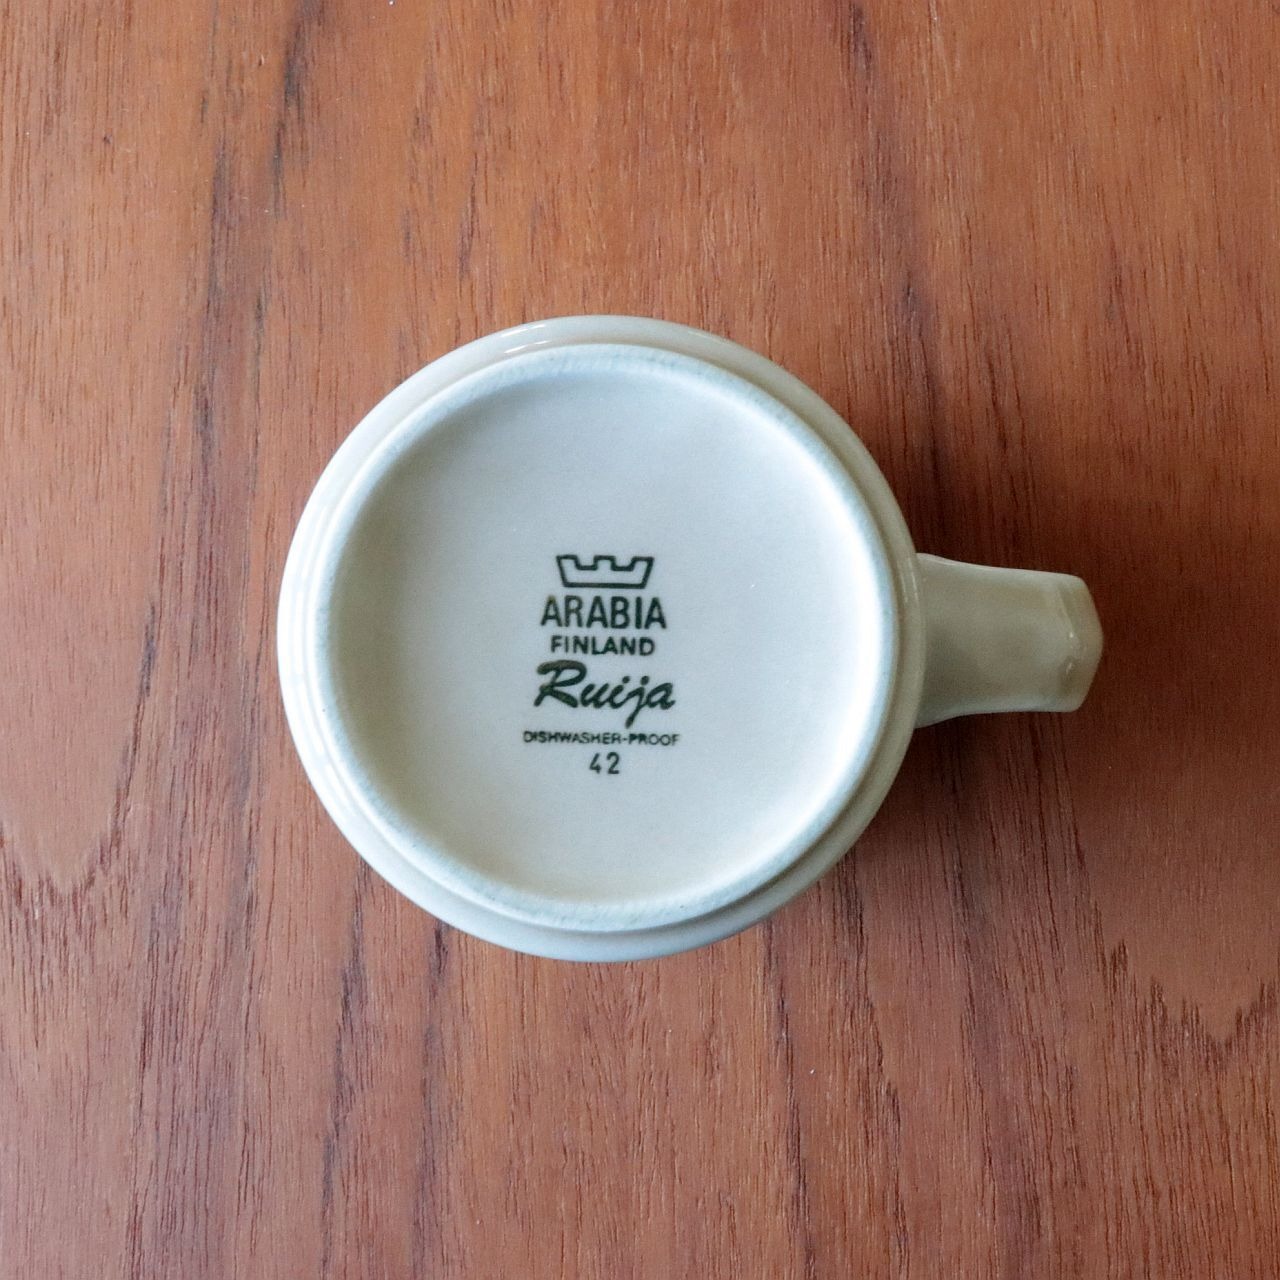 ARABIA
FINLAND
Ruija
DISHWASHER-PROOF
42